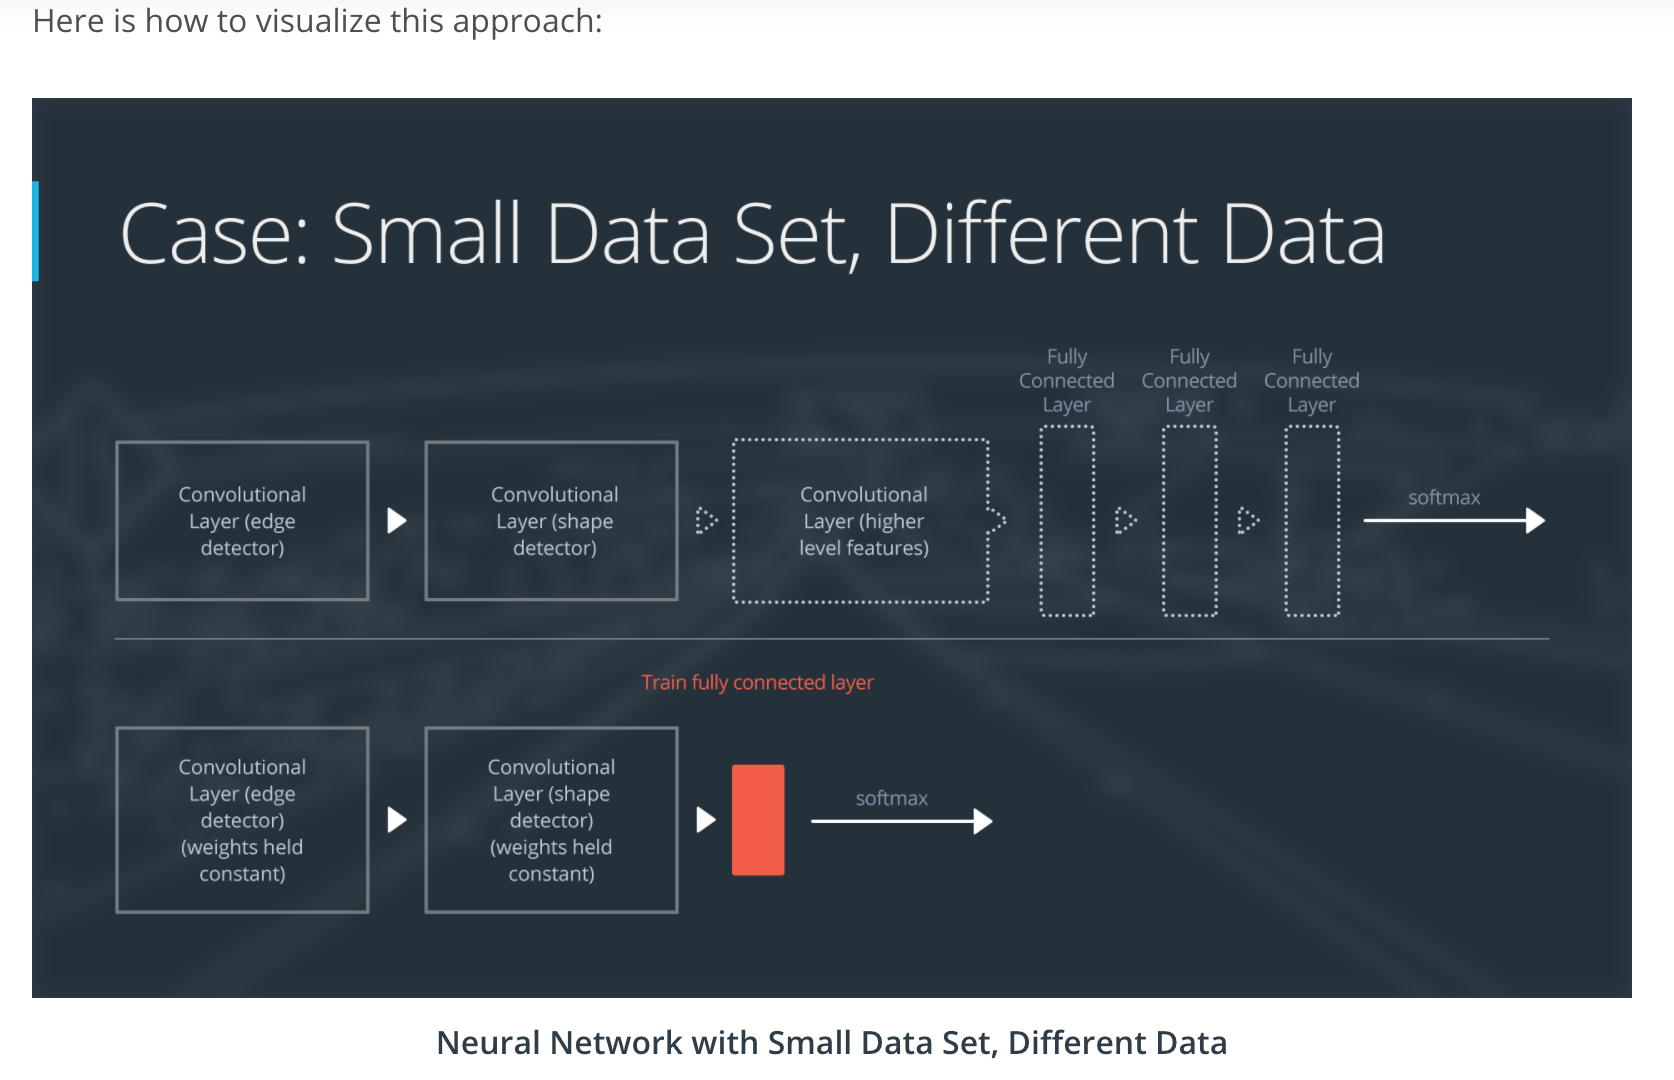 Here is how to visualize this approach:
Case: Small Data Set, Different Data
Fully
Connected
Layer
Fully
Connected
Layer
Fully
Connected
Layer
Convolutional
Layer (edge
detector)
Convolutional
Layer (shape
detector)
Convolutional
Layer (higher
level features)
softmax
Train fully connected layer
Convolutional
Layer (edge
detector)
(weights held
constant)
Convolutional
Layer (shape
detector)
(weights held
constant)
softmax
Neural Network with Small Data Set, Different Data